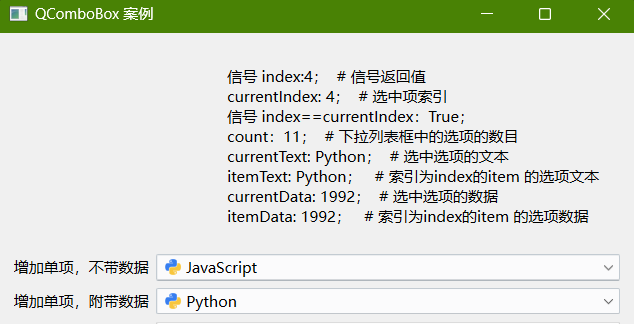 QComboBox 案例
信号 index:4； # 信号返回值
currentIndex: 4； # 选中项索引
信号 index==currentIndex：True；
count：11； # 下拉列表框中的选项的数目
currentText: Python； # 选中选项的文本
itemText: Python； # 索引为index的item 的选项文本
currentData: 1992； # 选中选项的数据
itemData: 1992； # 索引为index的item 的选项数据
增加单项，不带数据 JavaScript
增加单项，附带数据 Python